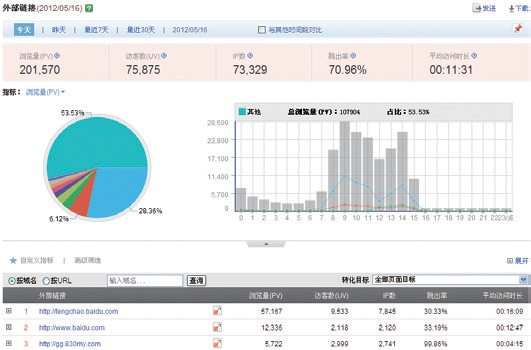 外部链接(2012/05/16) ?
发送 下载
今天 | 昨天 | 最近7天 | 最近30天 | 2012/05/16 与其他时间段对比
浏览量(PV) 访客数(UV) IP数 跳出率 平均访问时长
201,570 75,875 73,329 70.96% 00:11:31
指标: 浏览量(PV)
其他 总浏览量(PV):107904 占比:53.53%
53.53%
28.36%
6.12%
28,500
22,800
17,100
11,400
5,700
0
0 1 2 3 4 5 6 7 8 9 10 11 12 13 14 15 16 17 18 19 20 21 22 23/点
自定义指标 | 高级筛选 展开
按域名 按URL 输入域名... 查询 转化目标 全部页面目标
外部链接 浏览量(PV) 访客数(UV) IP数 跳出率 平均访问时长
1 http://fengchao.baidu.com 57,167 9,533 7,845 30.33% 00:16:09
2 http://www.baidu.com 12,336 2,118 2,120 33.19% 00:12:47
3 http://gg.830my.com 5,722 2,999 2,741 99.86% 00:04:15